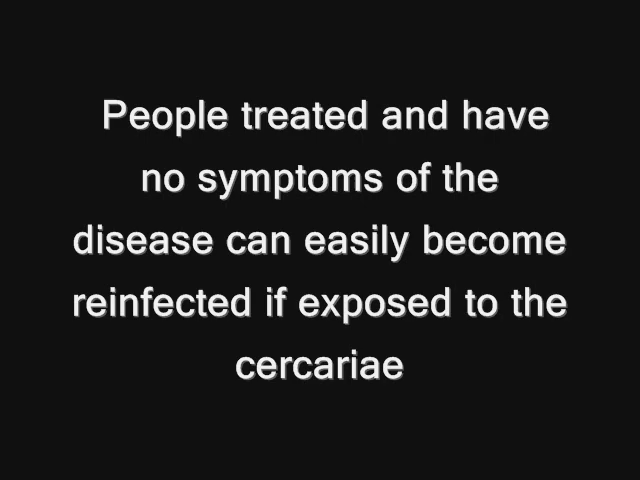 People treated and have
no symptoms of the
disease can easily become
reinfected if exposed to the
cercariae